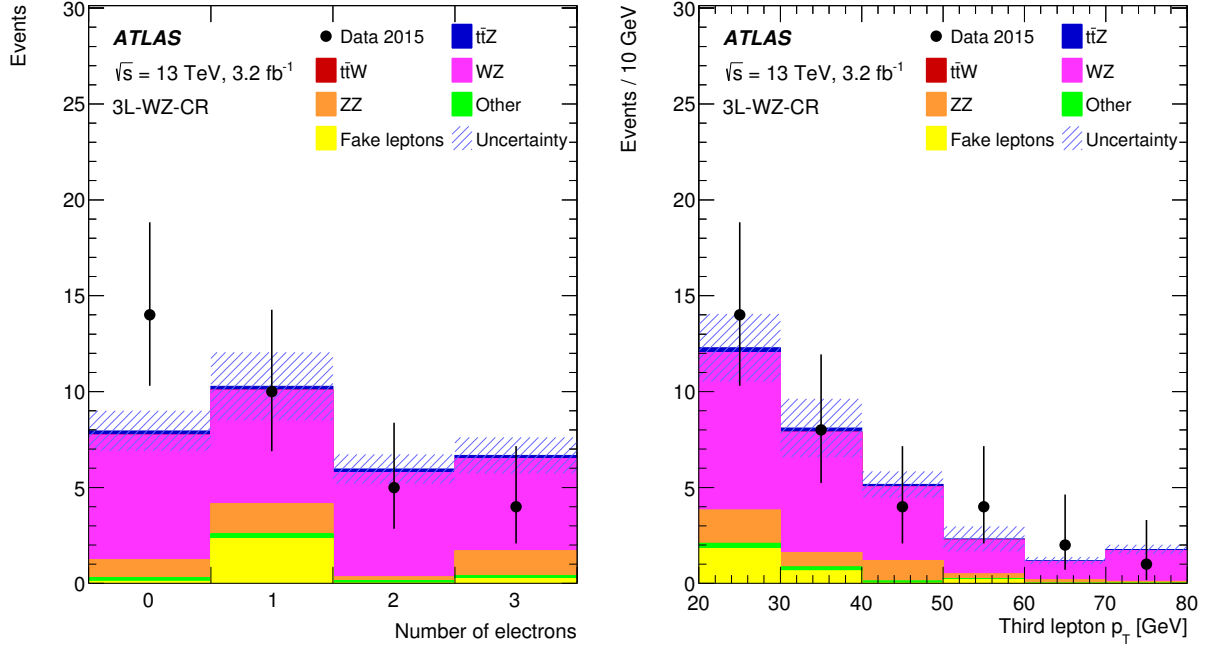 Events
30
25
20
15
10
5
0
ATLAS
√s = 13 TeV, 3.2 fb⁻¹
3L-WZ-CR
Data 2015
tt̄Z
tt̄W
WZ
ZZ
Other
Fake leptons
Uncertainty
0 1 2 3
Number of electrons
Events / 10 GeV
30
25
20
15
10
5
0
ATLAS
√s = 13 TeV, 3.2 fb⁻¹
3L-WZ-CR
Data 2015
tt̄Z
tt̄W
WZ
ZZ
Other
Fake leptons
Uncertainty
20 30 40 50 60 70 80
Third lepton p_T [GeV]